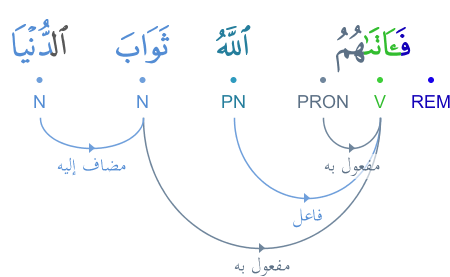 فَـَٔاتَىٰهُمُ ٱللَّهُ ثَوَابَ ٱلدُّنْيَا
REM V PRON PN N N
مفعول به
مضاف إليه
فاعل
مفعول به